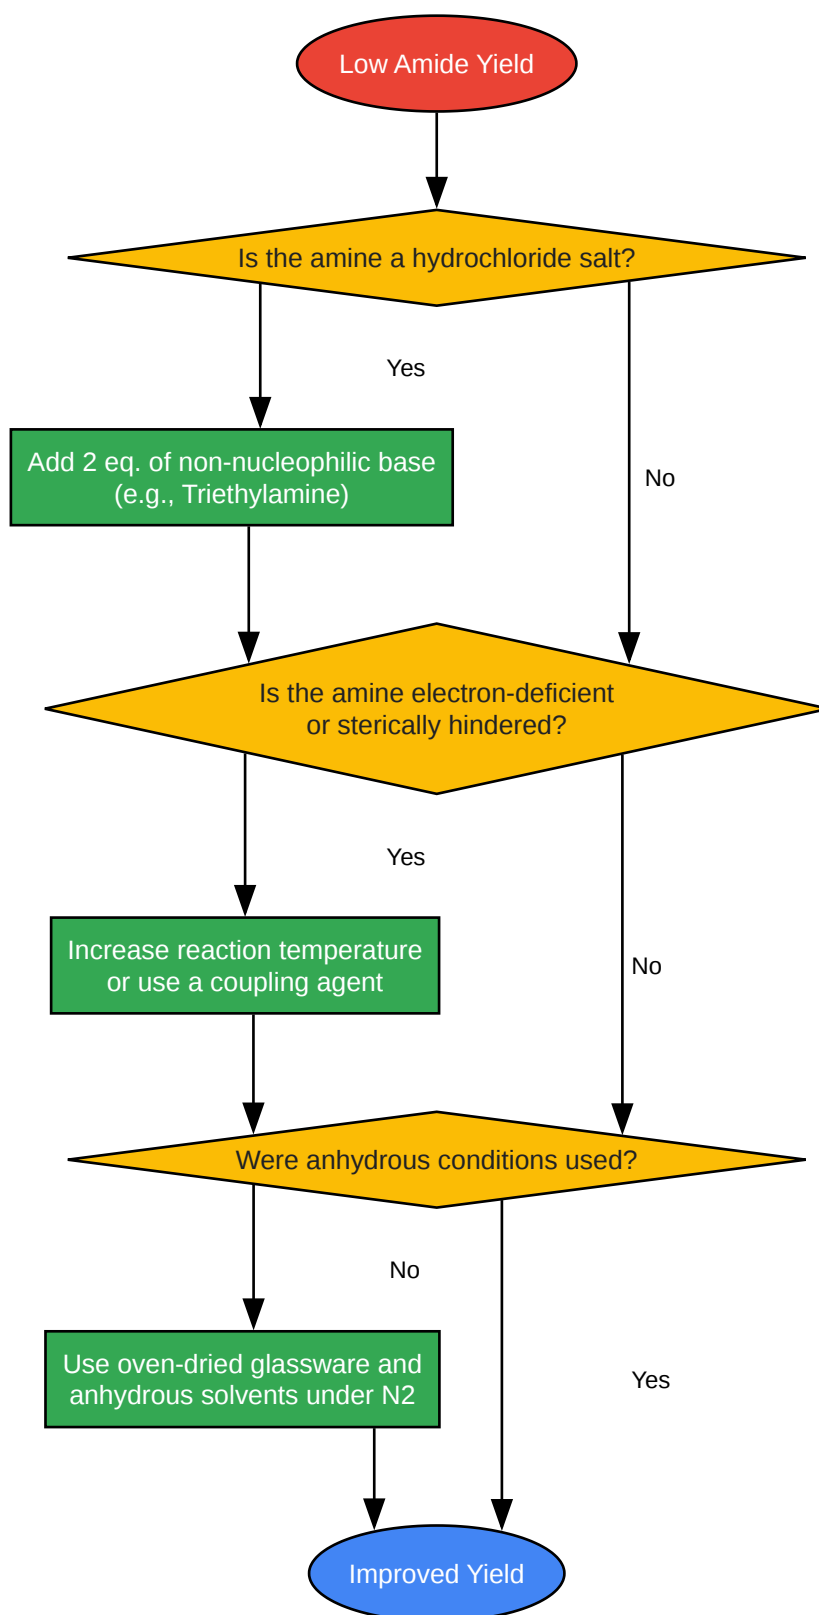 Low Amide Yield
Is the amine a hydrochloride salt?
Yes
Add 2 eq. of non-nucleophilic base
(e.g., Triethylamine)
No
Is the amine electron-deficient
or sterically hindered?
Yes
Increase reaction temperature
or use a coupling agent
No
Were anhydrous conditions used?
No
Use oven-dried glassware and
anhydrous solvents under N2
Yes
Improved Yield